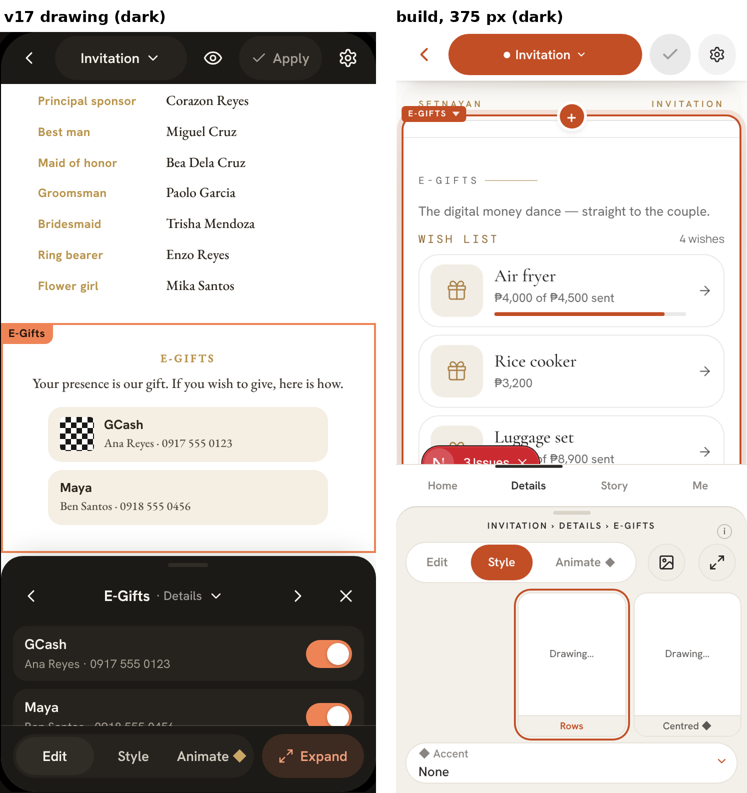 v17 drawing (dark)
Invitation
Apply
Principal sponsor Corazon Reyes
Best man Miguel Cruz
Maid of honor Bea Dela Cruz
Groomsman Paolo Garcia
Bridesmaid Trisha Mendoza
Ring bearer Enzo Reyes
Flower girl Mika Santos
E-Gifts
E-GIFTS
Your presence is our gift. If you wish to give, here is how.
GCash
Ana Reyes · 0917 555 0123
Maya
Ben Santos · 0918 555 0456
E-Gifts · Details
GCash
Ana Reyes · 0917 555 0123
Maya
Ben Santos · 0918 555 0456
Edit Style Animate Expand
build, 375 px (dark)
Invitation
SETNAYAN INVITATION
E-GIFTS
E-GIFTS
The digital money dance — straight to the couple.
WISH LIST 4 wishes
Air fryer
₱4,000 of ₱4,500 sent
Rice cooker
₱3,200
Luggage set
of ₱8,900 sent
3 Issues
Home Details Story Me
INVITATION › DETAILS › E-GIFTS
Edit Style Animate
Drawing... Drawing...
Rows Centred
Accent
None